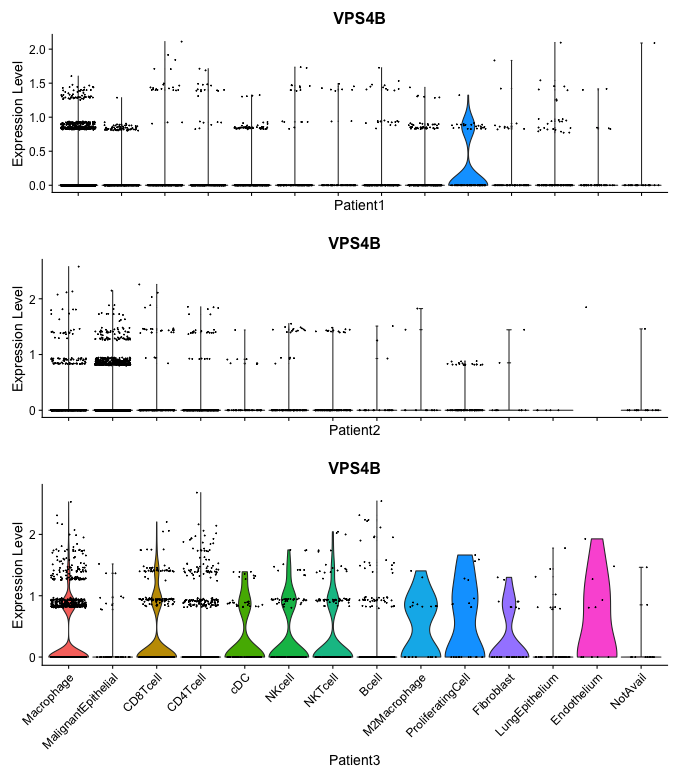 VPS4B
Expression Level
2.0
1.5
1.0
0.5
0.0
Patient1
VPS4B
Expression Level
2
1
0
Patient2
VPS4B
Expression Level
2
1
0
Macrophage
MalignantEpithelial
CD8Tcell
CD4Tcell
cDC
NKcell
NKTcell
Bcell
M2Macrophage
ProliferatingCell
Fibroblast
LungEpithelium
Endothelium
NotAvail
Patient3